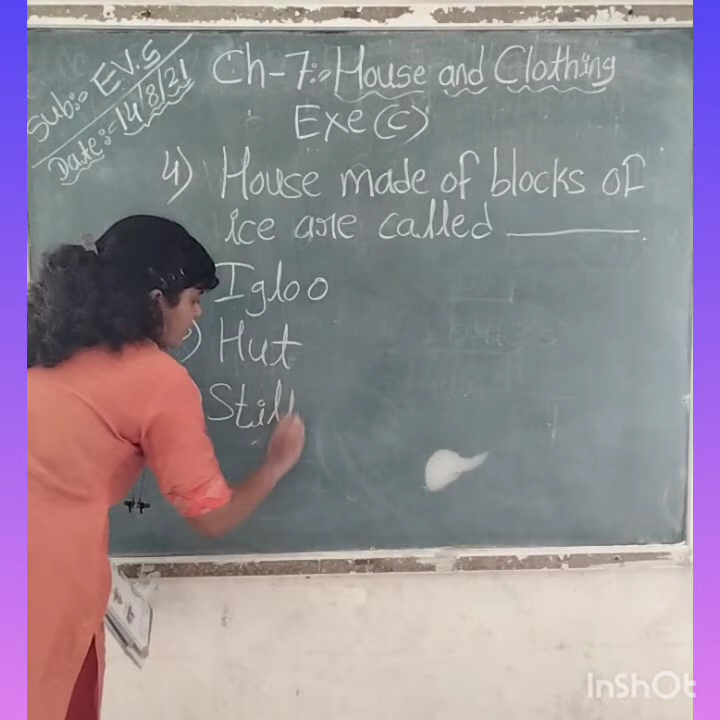 Sub:- E.V.S
Date:- 14/8/21
Ch-7:- House and Clothing
Exe (C)
4) House made of blocks of
ice are called ______.
Igloo
) Hut
Stil
InShOt